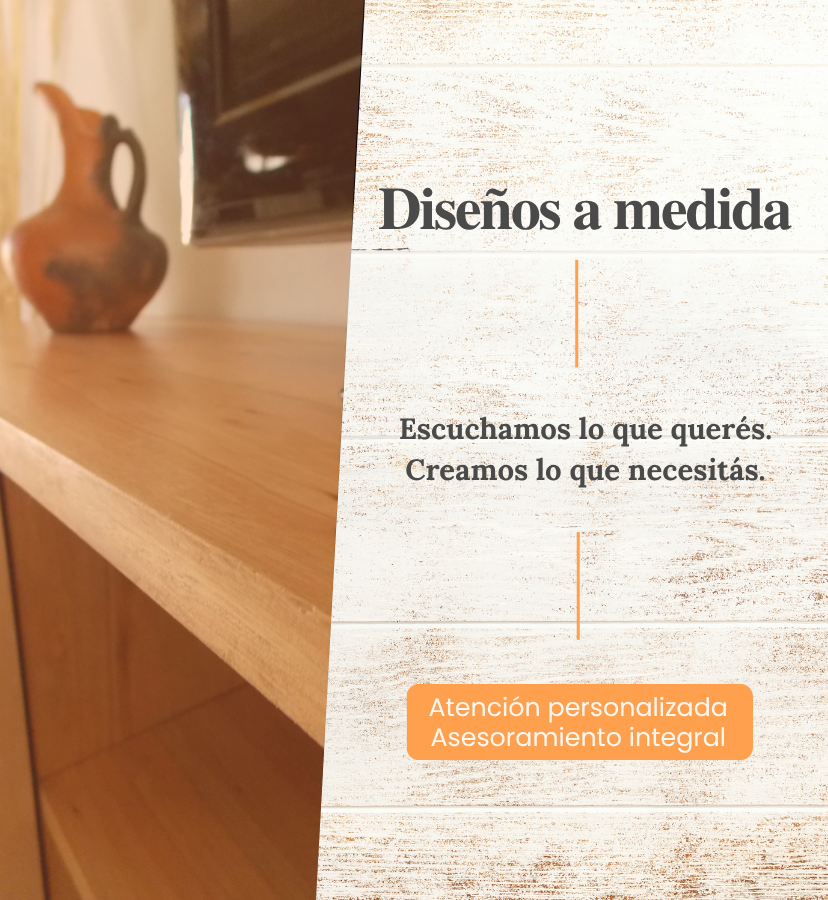 Diseños a medida
Escuchamos lo que querés.
Creamos lo que necesitás.
Atención personalizada
Asesoramiento integral